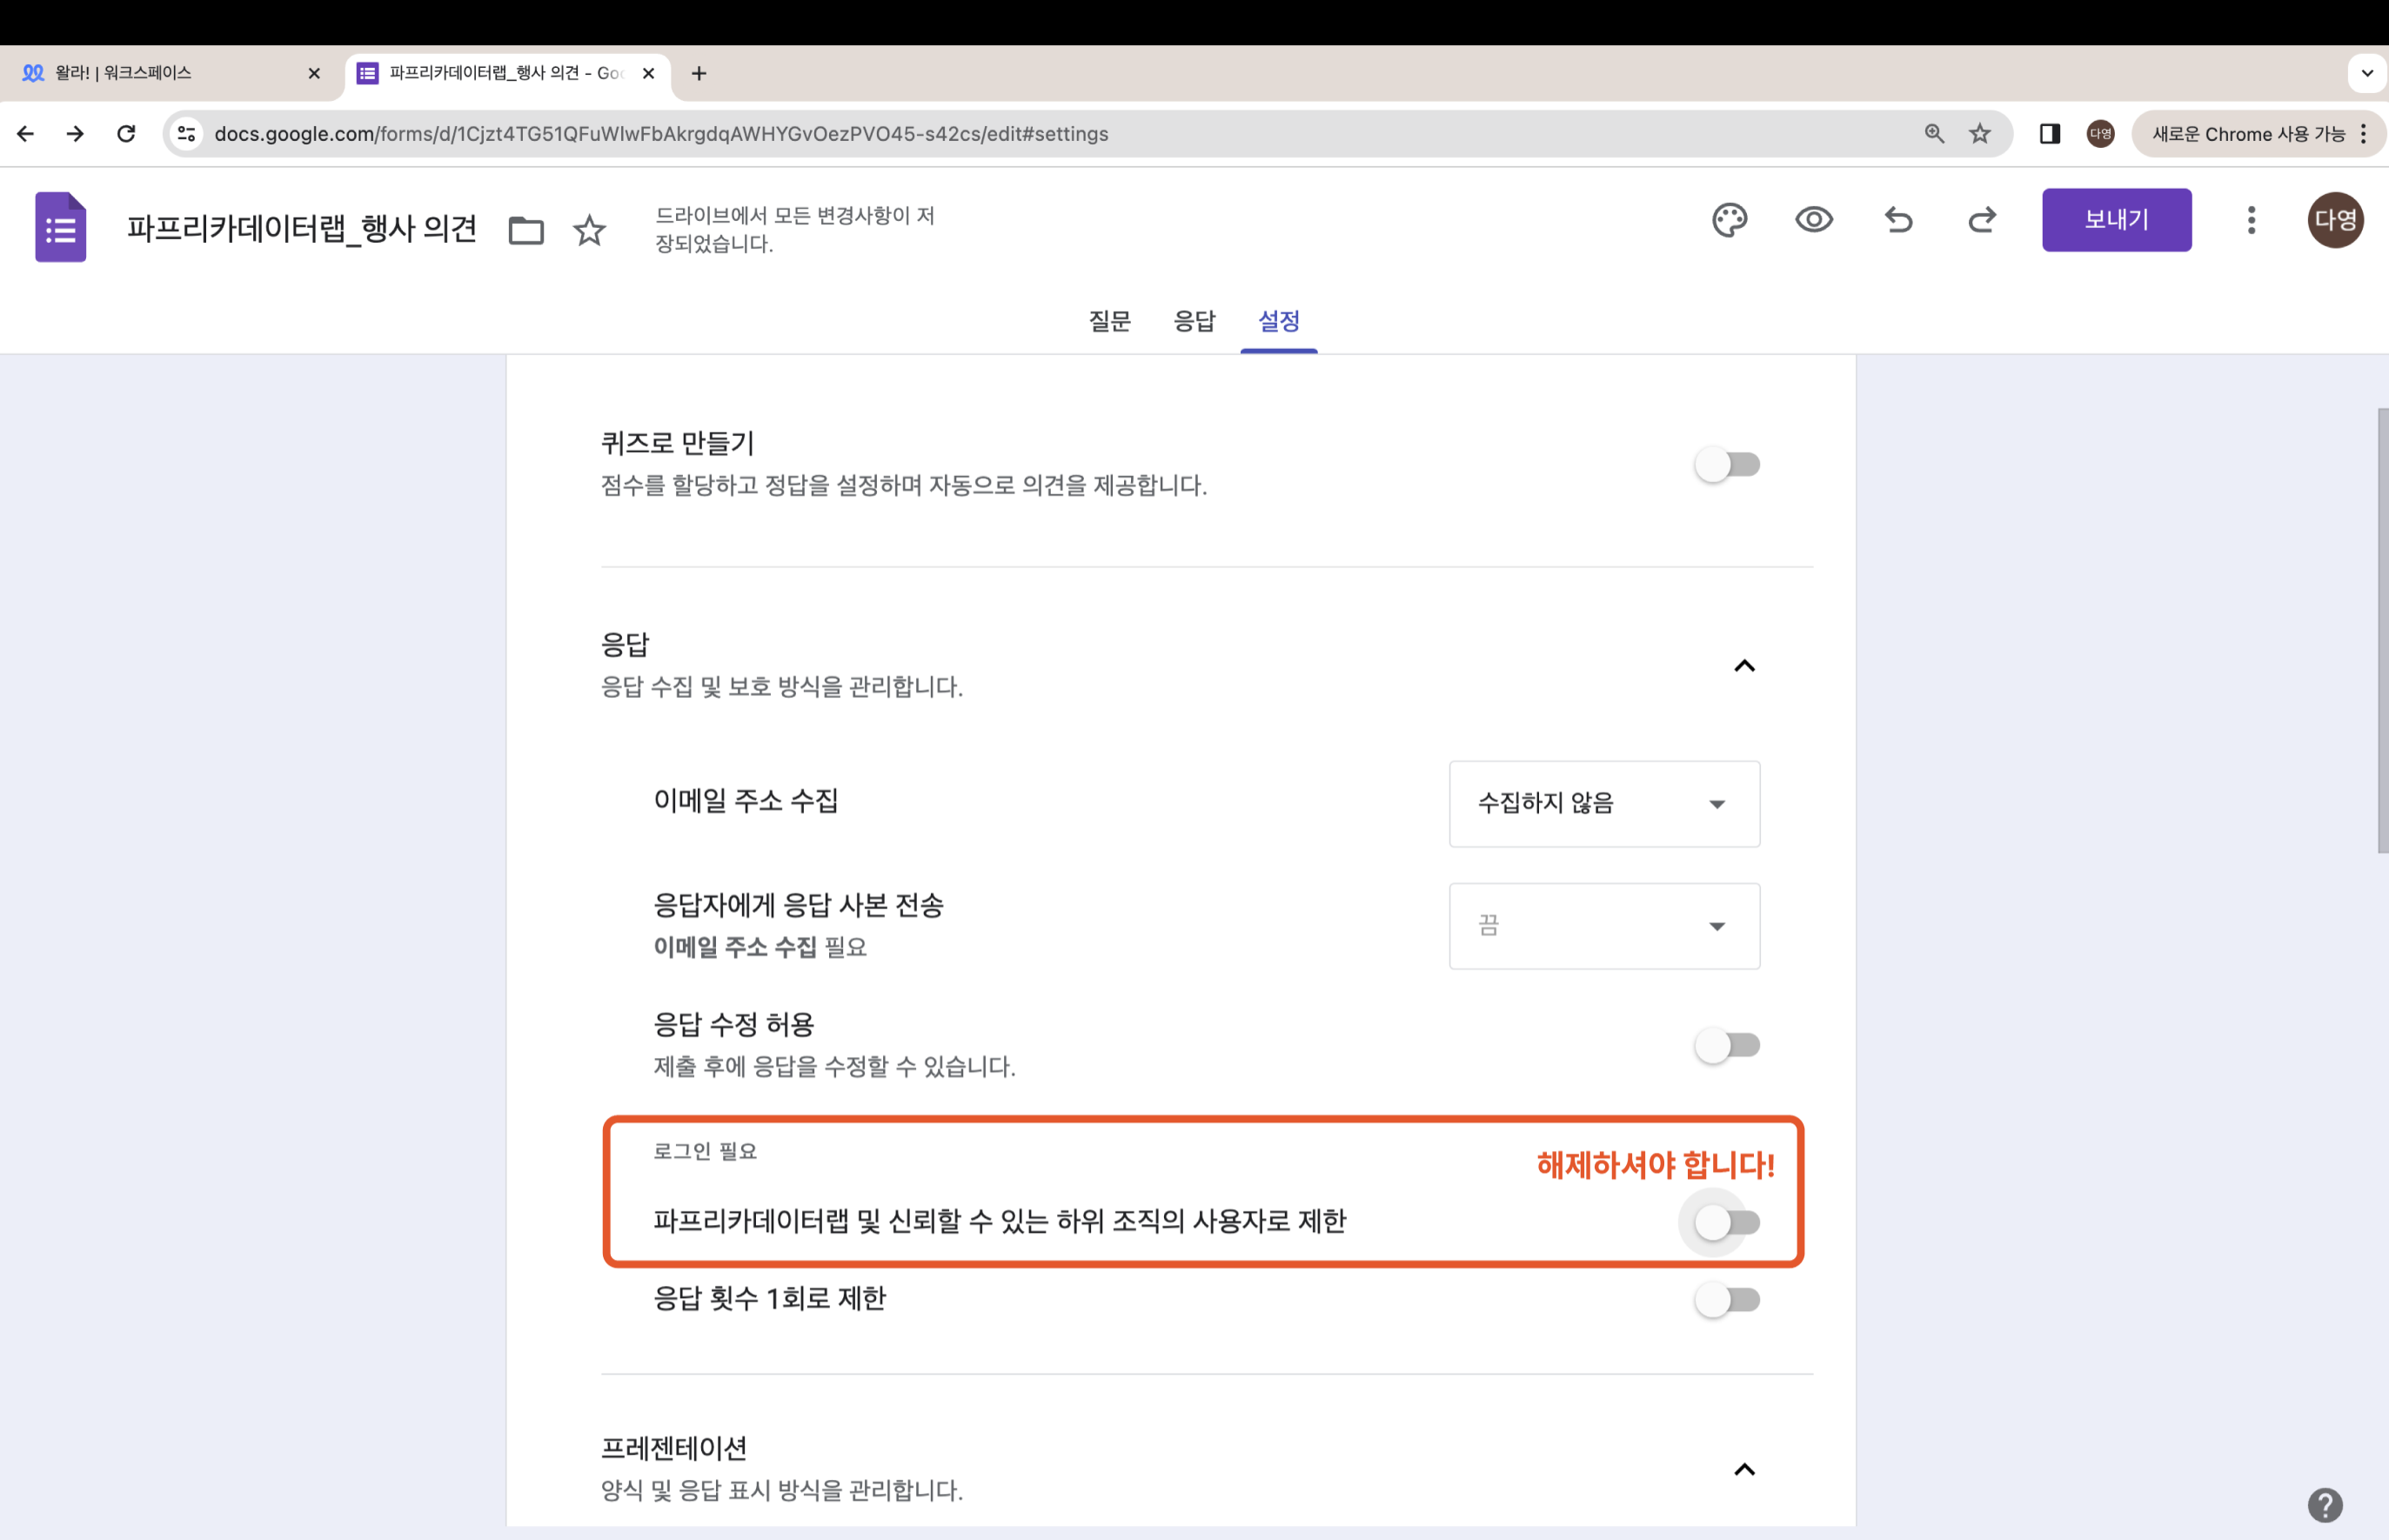 왈라! | 워크스페이스
파프리카데이터랩_행사 의견 - Goo
docs.google.com/forms/d/1Cjzt4TG51QFuWIwFbAkrgdqAWHYGvOezPVO45-s42cs/edit#settings
다영
새로운 Chrome 사용 가능
파프리카데이터랩_행사 의견
드라이브에서 모든 변경사항이 저
장되었습니다.
보내기
다영
질문
응답
설정
퀴즈로 만들기
점수를 할당하고 정답을 설정하며 자동으로 의견을 제공합니다.
응답
응답 수집 및 보호 방식을 관리합니다.
이메일 주소 수집
수집하지 않음
응답자에게 응답 사본 전송
이메일 주소 수집 필요
끔
응답 수정 허용
제출 후에 응답을 수정할 수 있습니다.
로그인 필요
해제하셔야 합니다!
파프리카데이터랩 및 신뢰할 수 있는 하위 조직의 사용자로 제한
응답 횟수 1회로 제한
프레젠테이션
양식 및 응답 표시 방식을 관리합니다.